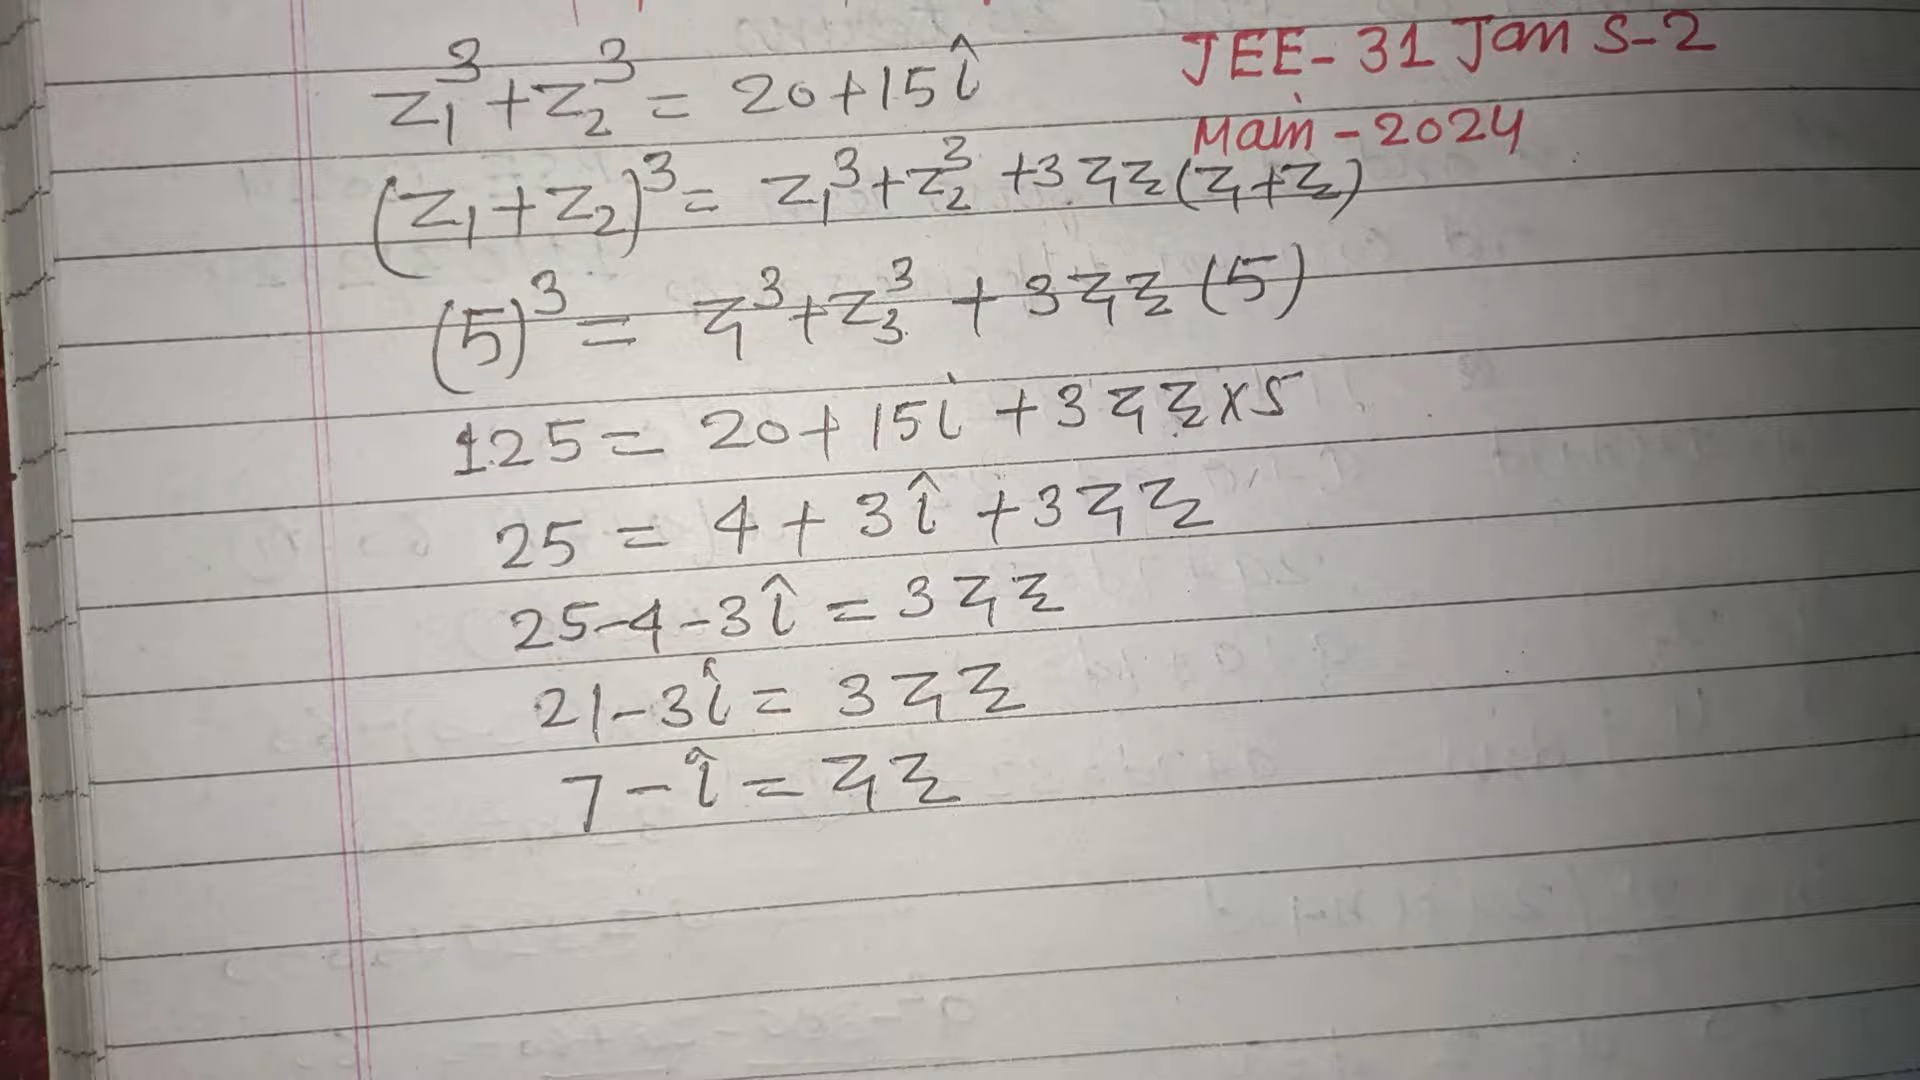 z₁³+z₂³ = 20+15î
JEE-31 Jan S-2
Main-2024
(z₁+z₂)³= z₁³+z₂³ +3z₁z₂(z₁+z₂)
(5)³ = z₁³+z₃³ + 3z₁z₂(5)
125= 20+15i +3z₁z₂x5
25 = 4+3î +3z₁z₂
25-4-3î = 3z₁z₂
21-3î = 3z₁z₂
7-î = z₁z₂